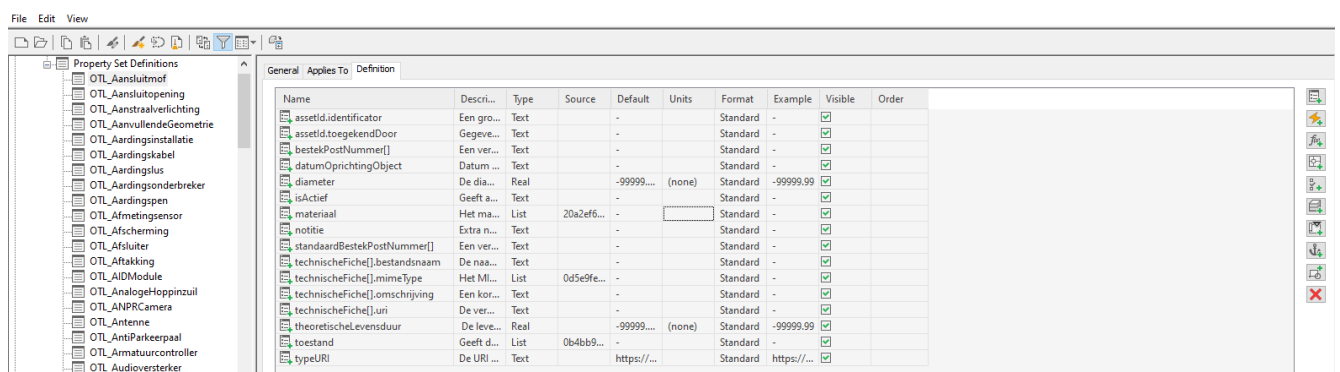 File Edit View
Property Set Definitions
OTL_Aansluitmof
OTL_Aansluitopening
OTL_Aanstraalverlichting
OTL_AanvullendeGeometrie
OTL_Aardingsinstallatie
OTL_Aardingskabel
OTL_Aardingslus
OTL_Aardingsonderbreker
OTL_Aardingspen
OTL_Afmetingsensor
OTL_Afscherming
OTL_Afsluiter
OTL_Aftakking
OTL_AIDModule
OTL_AnalogeHoppinzuil
OTL_ANPRCamera
OTL_Antenne
OTL_AntiParkeerpaal
OTL_Armatuurcontroller
OTL_Audioversterker
General Applies To Definition
Name Descri... Type Source Default Units Format Example Visible Order
assetId.identificator Een gro... Text - Standard -
assetId.toegekendDoor Gegeve... Text - Standard -
bestekPostNummer[] Een ver... Text - Standard -
datumOprichtingObject Datum ... Text - Standard -
diameter De dia... Real -99999.... (none) Standard -99999.99
isActief Geeft a... Text - Standard -
materiaal Het ma... List 20a2ef6... - Standard -
notitie Extra n... Text - Standard -
standaardBestekPostNummer[] Een ver... Text - Standard -
technischeFiche[].bestandsnaam De naa... Text - Standard -
technischeFiche[].mimeType Het MI... List 0d5e9fe... - Standard -
technischeFiche[].omschrijving Een kor... Text - Standard -
technischeFiche[].uri De ver... Text - Standard -
theoretischeLevensduur De leve... Real -99999.... (none) Standard -99999.99
toestand Geeft d... List 0b4bb9... - Standard -
typeURI De URI ... Text https://... Standard https://...